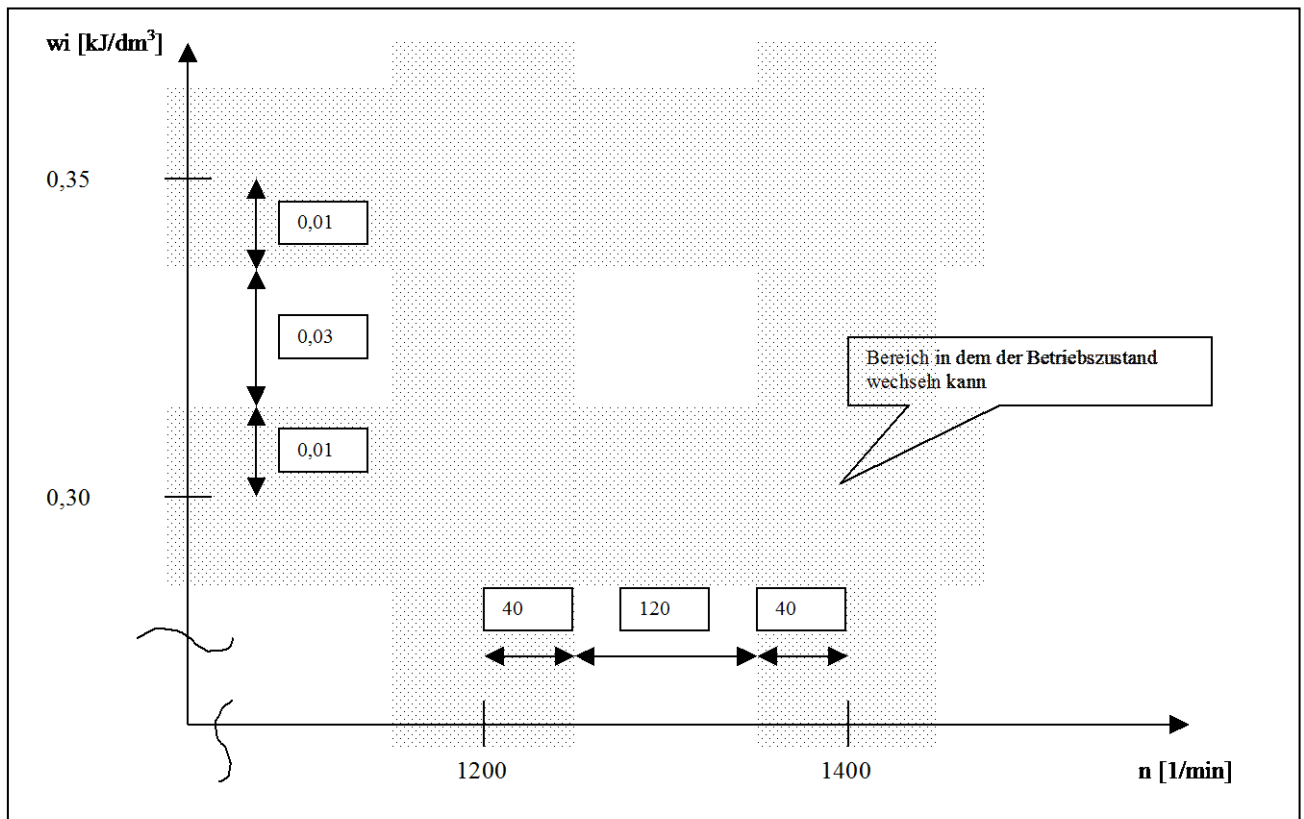 wi [kJ/dm³]
0,35
0,01
0,03
Bereich in dem der Betriebszustand
wechseln kann
0,01
0,30
40
120
40
1200
1400
n [1/min]